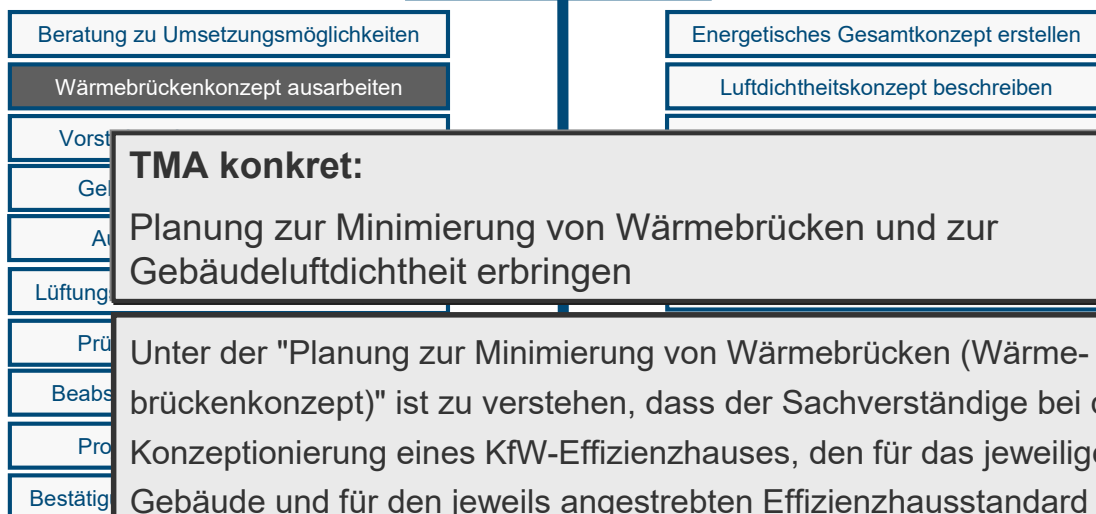 Beratung zu Umsetzungsmöglichkeiten
Energetisches Gesamtkonzept erstellen
Wärmebrückenkonzept ausarbeiten
Luftdichtheitskonzept beschreiben
TMA konkret:
Planung zur Minimierung von Wärmebrücken und zur
Gebäudeluftdichtheit erbringen
Unter der "Planung zur Minimierung von Wärme-
brückenkonzept)" ist zu verstehen, dass der Sachverständige bei
Konzeptionierung eines KfW-Effizienzhauses, den für das jeweilige
Gebäude und für den jeweils angestrebten Effizienzhausstandard